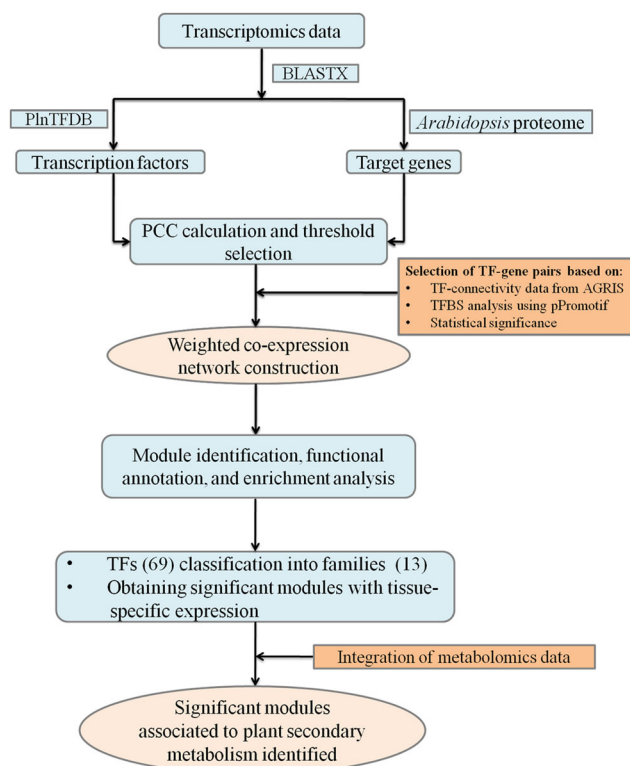 Transcriptomics data
BLASTX
PlnTFDB
Arabidopsis proteome
Transcription factors
Target genes
PCC calculation and threshold
selection
Selection of TF-gene pairs based on:
• TF-connectivity data from AGRIS
• TFBS analysis using pPromotif
• Statistical significance
Weighted co-expression
network construction
Module identification, functional
annotation, and enrichment analysis
• TFs (69) classification into families (13)
• Obtaining significant modules with tissue-
specific expression
Integration of metabolomics data
Significant modules
associated to plant secondary
metabolism identified